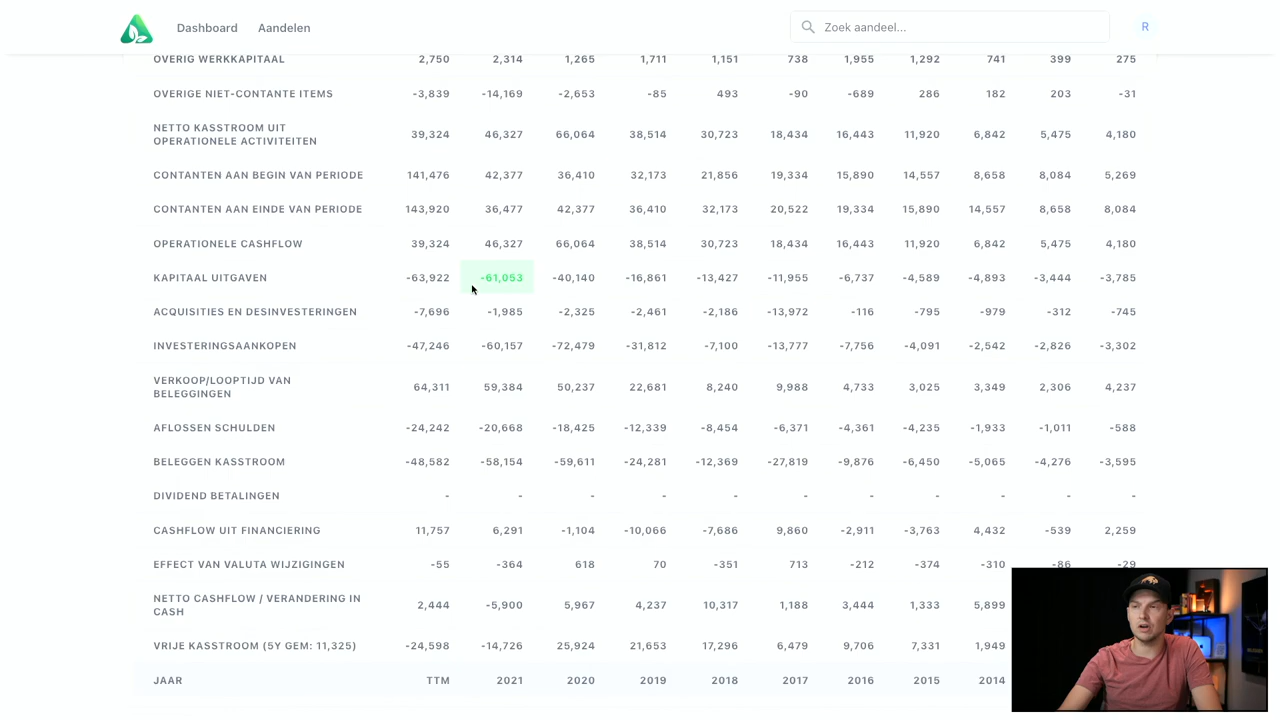 Dashboard Aandelen Zoek aandeel... R
OVERIG WERKKAPITAAL 2,750 2,314 1,265 1,711 1,151 738 1,955 1,292 741 399 275
OVERIGE NIET-CONTANTE ITEMS -3,839 -14,169 -2,653 -85 493 -90 -689 286 182 203 -31
NETTO KASSTROOM UIT
OPERATIONELE ACTIVITEITEN 39,324 46,327 66,064 38,514 30,723 18,434 16,443 11,920 6,842 5,475 4,180
CONTANTEN AAN BEGIN VAN PERIODE 141,476 42,377 36,410 32,173 21,856 19,334 15,890 14,557 8,658 8,084 5,269
CONTANTEN AAN EINDE VAN PERIODE 143,920 36,477 42,377 36,410 32,173 20,522 19,334 15,890 14,557 8,658 8,084
OPERATIONELE CASHFLOW 39,324 46,327 66,064 38,514 30,723 18,434 16,443 11,920 6,842 5,475 4,180
KAPITAAL UITGAVEN -63,922 -61,053 -40,140 -16,861 -13,427 -11,955 -6,737 -4,589 -4,893 -3,444 -3,785
ACQUISITIES EN DESINVESTERINGEN -7,696 -1,985 -2,325 -2,461 -2,186 -13,972 -116 -795 -979 -312 -745
INVESTERINGSAANKOPEN -47,246 -60,157 -72,479 -31,812 -7,100 -13,777 -7,756 -4,091 -2,542 -2,826 -3,302
VERKOOP/LOOPTIJD VAN
BELEGGINGEN 64,311 59,384 50,237 22,681 8,240 9,988 4,733 3,025 3,349 2,306 4,237
AFLOSSEN SCHULDEN -24,242 -20,668 -18,425 -12,339 -8,454 -6,371 -4,361 -4,235 -1,933 -1,011 -588
BELEGGEN KASSTROOM -48,582 -58,154 -59,611 -24,281 -12,369 -27,819 -9,876 -6,450 -5,065 -4,276 -3,595
DIVIDEND BETALINGEN - - - - - - - - - - -
CASHFLOW UIT FINANCIERING 11,757 6,291 -1,104 -10,066 -7,686 9,860 -2,911 -3,763 4,432 -539 2,259
EFFECT VAN VALUTA WIJZIGINGEN -55 -364 618 70 -351 713 -212 -374 -310 -86 -29
NETTO CASHFLOW / VERANDERING IN
CASH 2,444 -5,900 5,967 4,237 10,317 1,188 3,444 1,333 5,899
VRIJE KASSTROOM (5Y GEM: 11,325) -24,598 -14,726 25,924 21,653 17,296 6,479 9,706 7,331 1,949
JAAR TTM 2021 2020 2019 2018 2017 2016 2015 2014